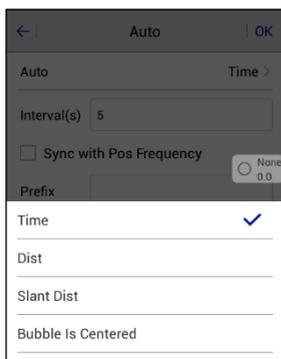 ← Auto OK
Auto Time >
Interval(s) 5
Sync with Pos Frequency
None
0.0
Prefix
Time
Dist
Slant Dist
Bubble Is Centered